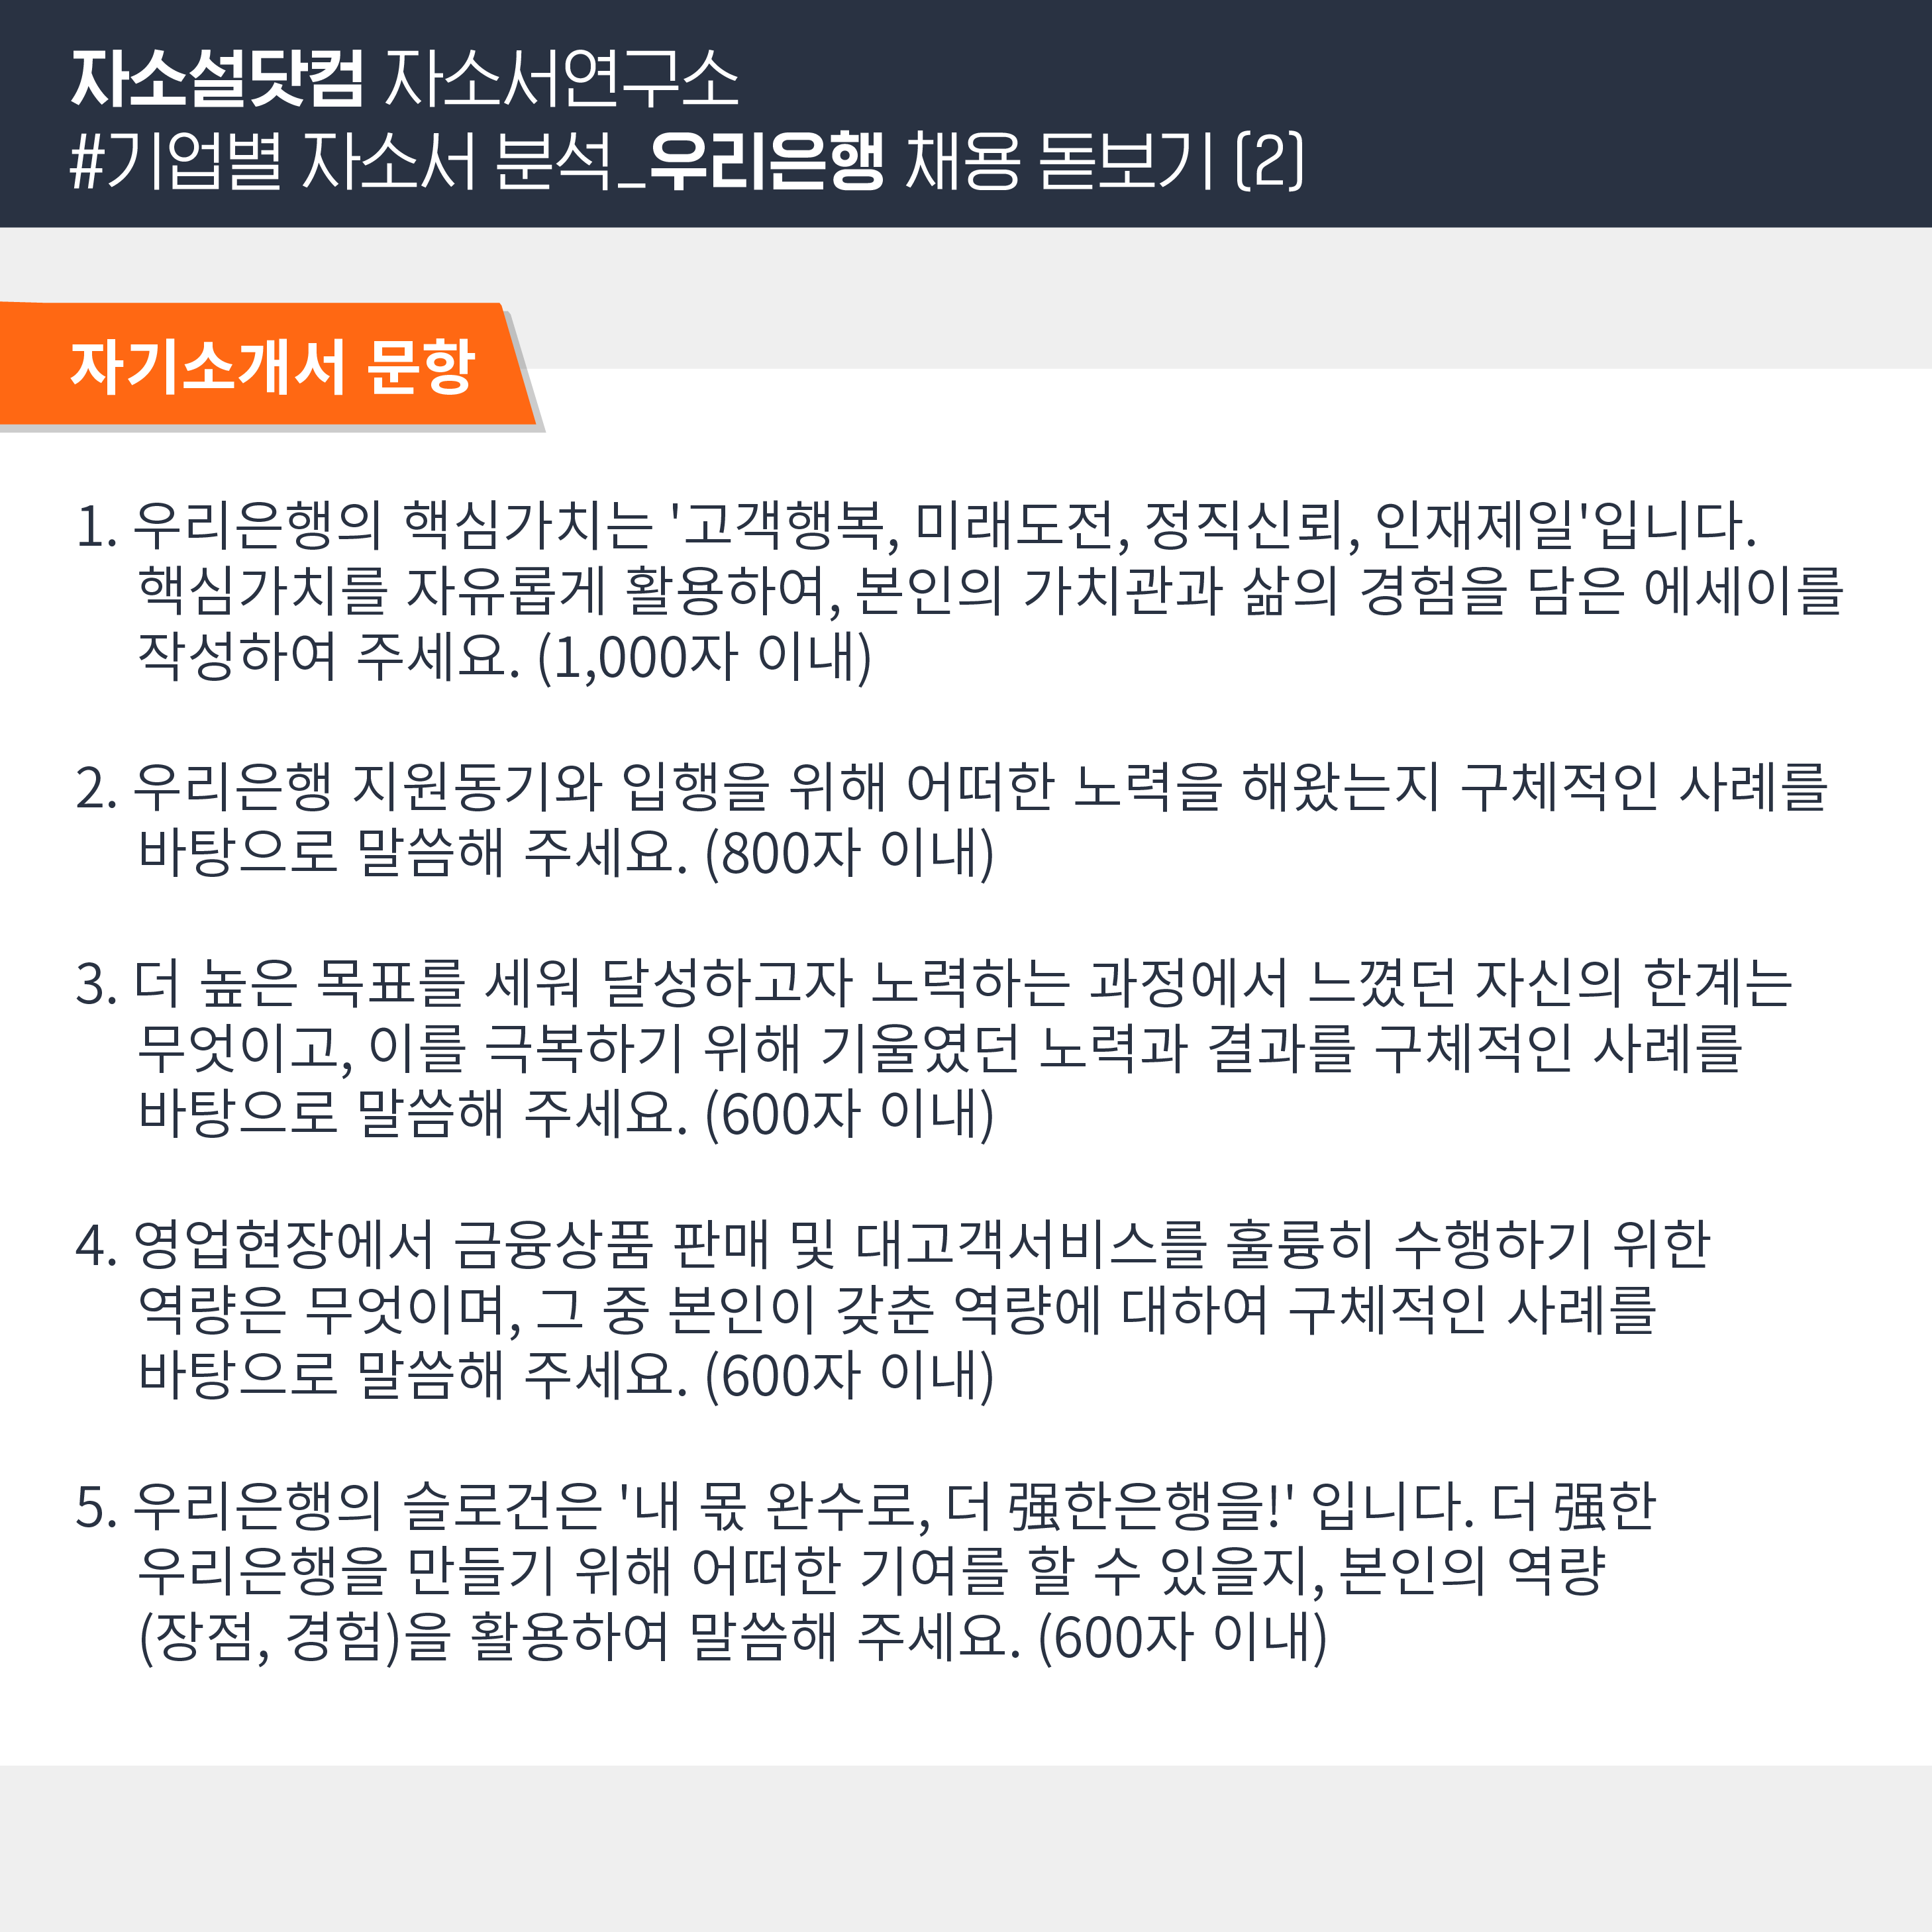 자소설닷컴 자소서연구소
#기업별 자소서 분석_우리은행 채용 돋보기 (2)
자기소개서 문항
1. 우리은행의 핵심가치는 '고객행복, 미래도전, 정직신뢰, 인재제일'입니다.
핵심가치를 자유롭게 활용하여, 본인의 가치관과 삶의 경험을 담은 에세이를
작성하여 주세요. (1,000자 이내)
2. 우리은행 지원동기와 입행을 위해 어떠한 노력을 해왔는지 구체적인 사례를
바탕으로 말씀해 주세요. (800자 이내)
3. 더 높은 목표를 세워 달성하고자 노력하는 과정에서 느꼈던 자신의 한계는
무엇이고, 이를 극복하기 위해 기울였던 노력과 결과를 구체적인 사례를
바탕으로 말씀해 주세요. (600자 이내)
4. 영업현장에서 금융상품 판매 및 대고객서비스를 훌륭히 수행하기 위한
역량은 무엇이며, 그 중 본인이 갖춘 역량에 대하여 구체적인 사례를
바탕으로 말씀해 주세요. (600자 이내)
5. 우리은행의 슬로건은 '내 몫 완수로, 더 强한은행을!' 입니다. 더 强한
우리은행을 만들기 위해 어떠한 기여를 할 수 있을지, 본인의 역량
(장점, 경험)을 활용하여 말씀해 주세요. (600자 이내)